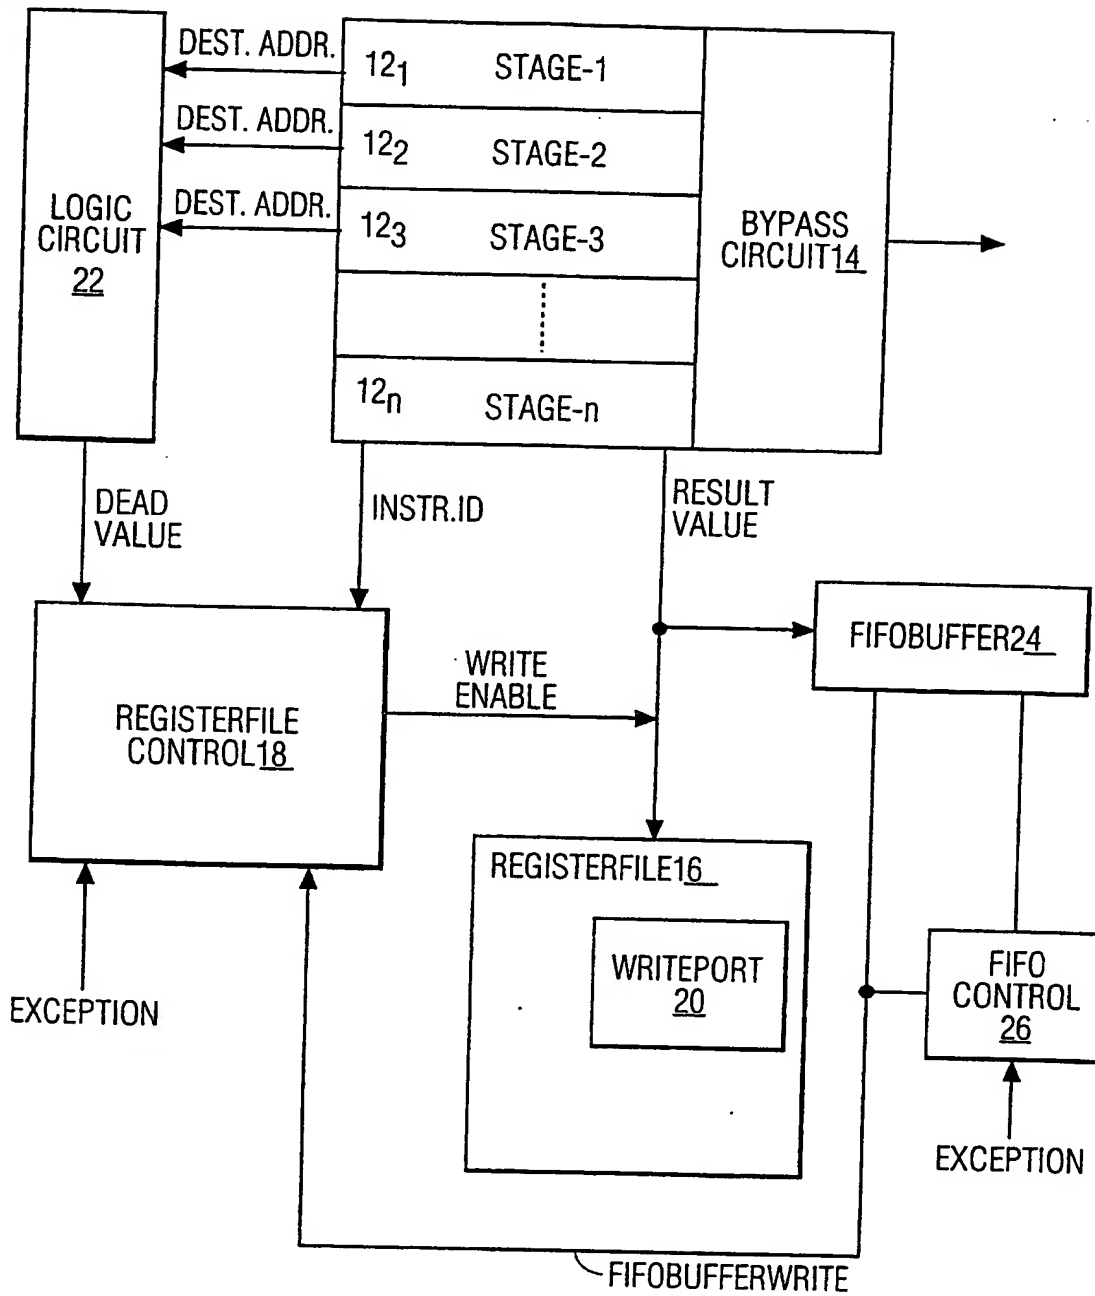 DEST. ADDR.
12₁ STAGE-1
DEST. ADDR.
12₂ STAGE-2
DEST. ADDR.
12₃ STAGE-3
LOGIC
CIRCUIT
22
BYPASS
CIRCUIT14
12n STAGE-n
DEAD
VALUE
INSTR.ID
RESULT
VALUE
FIFOBUFFER24
WRITE
ENABLE
REGISTERFILE
CONTROL18
REGISTERFILE16
WRITEPORT
20
FIFO
CONTROL
26
EXCEPTION
EXCEPTION
FIFOBUFFERWRITE